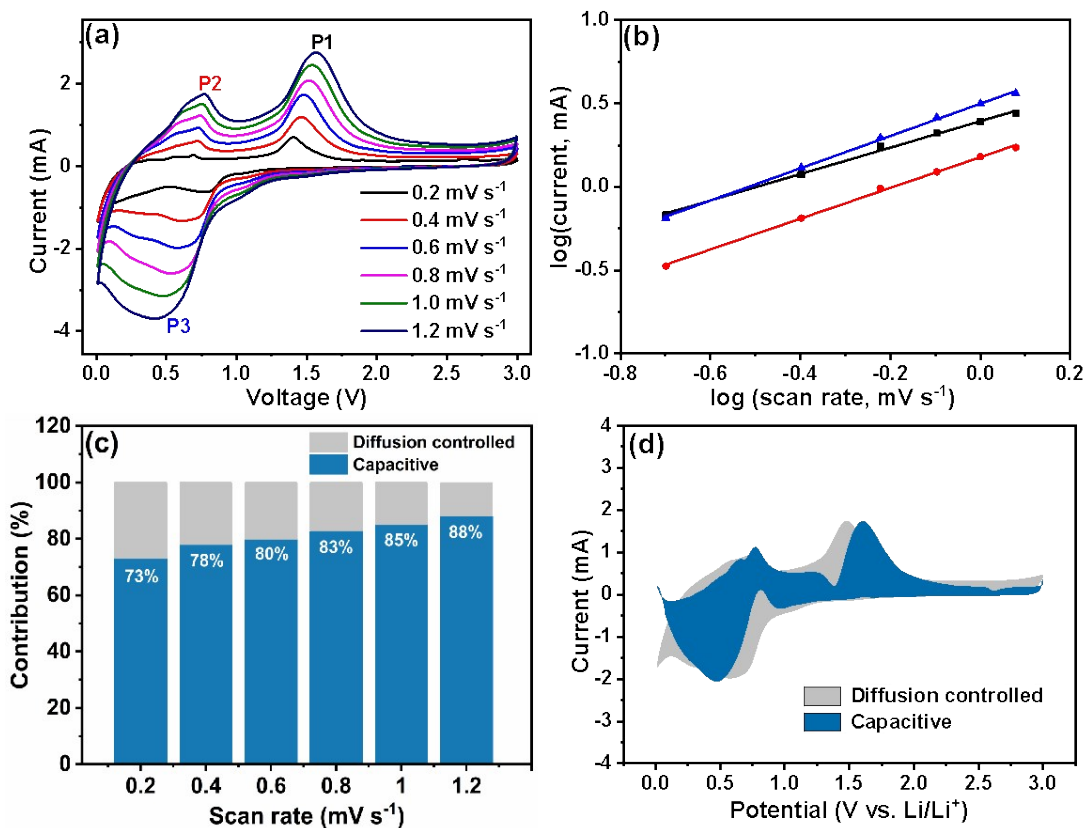 (a)
P1
P2
P3
2
0
-2
-4
Current (mA)
0.2 mV s⁻¹
0.4 mV s⁻¹
0.6 mV s⁻¹
0.8 mV s⁻¹
1.0 mV s⁻¹
1.2 mV s⁻¹
0.0 0.5 1.0 1.5 2.0 2.5 3.0
Voltage (V)
(b)
1.0
0.5
0.0
-0.5
-1.0
log(current, mA)
-0.8 -0.6 -0.4 -0.2 0.0 0.2
log (scan rate, mV s⁻¹)
(c)
Diffusion controlled
Capacitive
120
100
80
60
40
20
0
Contribution (%)
73% 78% 80% 83% 85% 88%
0.2 0.4 0.6 0.8 1 1.2
Scan rate (mV s⁻¹)
(d)
4
3
2
1
0
-1
-2
-3
-4
Current (mA)
Diffusion controlled
Capacitive
0.0 0.5 1.0 1.5 2.0 2.5 3.0
Potential (V vs. Li/Li⁺)